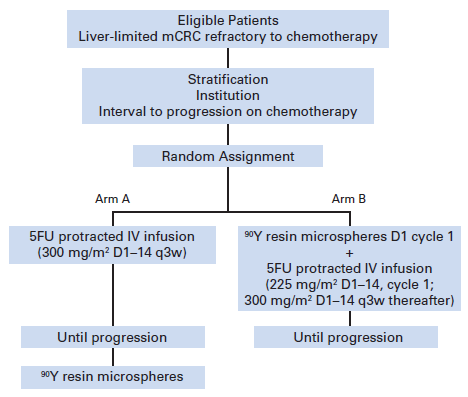 Eligible Patients
Liver-limited mCRC refractory to chemotherapy
Stratification
Institution
Interval to progression on chemotherapy
Random Assignment
Arm A
5FU protracted IV infusion
(300 mg/m² D1–14 q3w)
Until progression
⁹⁰Y resin microspheres
Arm B
⁹⁰Y resin microspheres D1 cycle 1
+
5FU protracted IV infusion
(225 mg/m² D1–14, cycle 1;
300 mg/m² D1–14 q3w thereafter)
Until progression